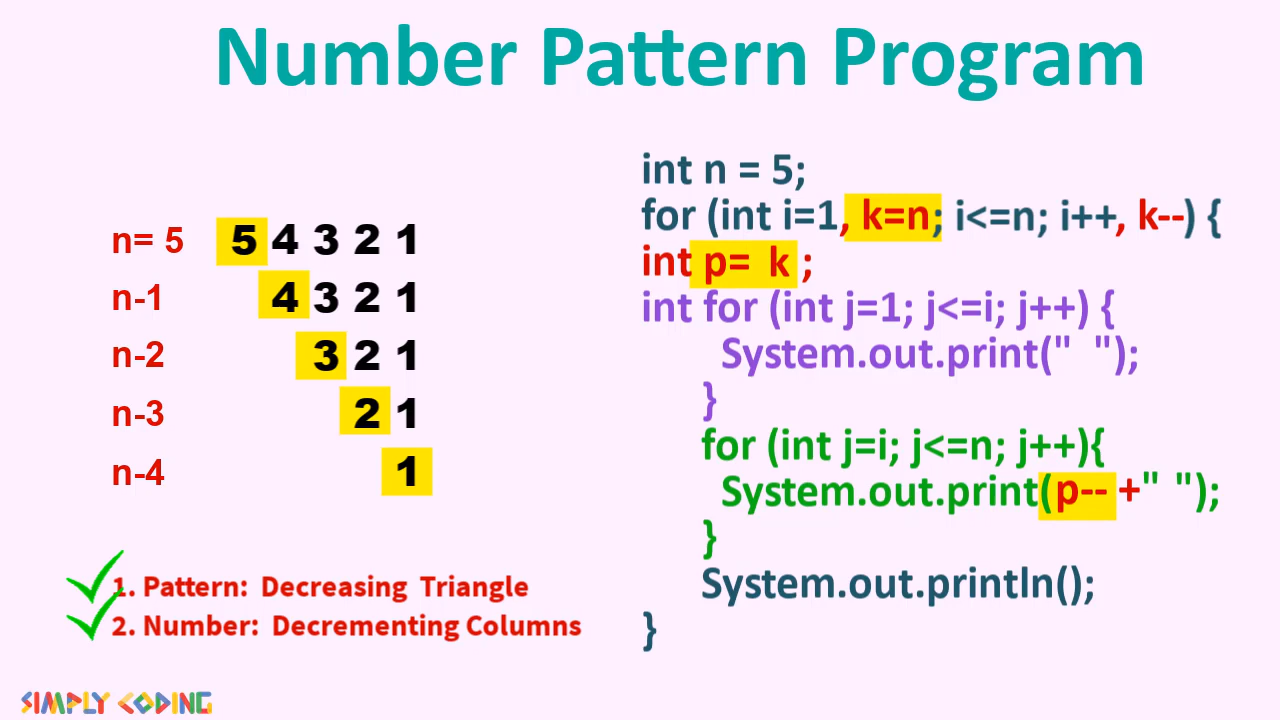 Number Pattern Program
n= 5 5 4 3 2 1
n-1 4 3 2 1
n-2 3 2 1
n-3 2 1
n-4 1
1. Pattern: Decreasing Triangle
2. Number: Decrementing Columns
int n = 5;
for (int i=1, k=n; i<=n; i++, k--) {
int p= k ;
int for (int j=1; j<=i; j++) {
System.out.print(" ");
}
for (int j=i; j<=n; j++){
System.out.print(p-- +" ");
}
System.out.println();
}
SIMPLY CODING